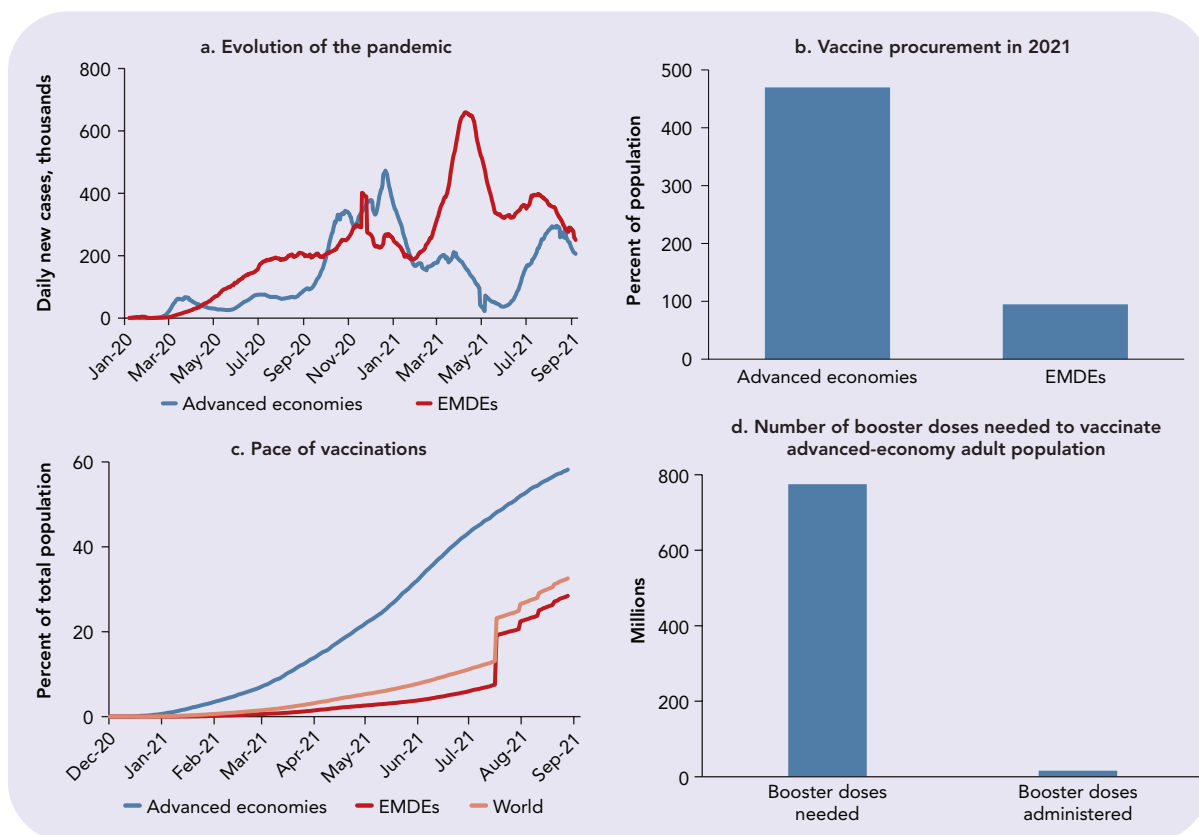 a. Evolution of the pandemic
Daily new cases, thousands
800
600
400
200
0
Jan-20
Mar-20
May-20
Jul-20
Sep-20
Nov-20
Jan-21
Mar-21
May-21
Jul-21
Sep-21
Advanced economies
EMDEs
b. Vaccine procurement in 2021
Percent of population
500
400
300
200
100
0
Advanced economies
EMDEs
c. Pace of vaccinations
Percent of total population
60
40
20
0
Dec-20
Jan-21
Feb-21
Mar-21
Apr-21
May-21
Jun-21
Jul-21
Aug-21
Sep-21
Advanced economies
EMDEs
World
d. Number of booster doses needed to vaccinate
advanced-economy adult population
Millions
800
600
400
200
0
Booster doses
needed
Booster doses
administered